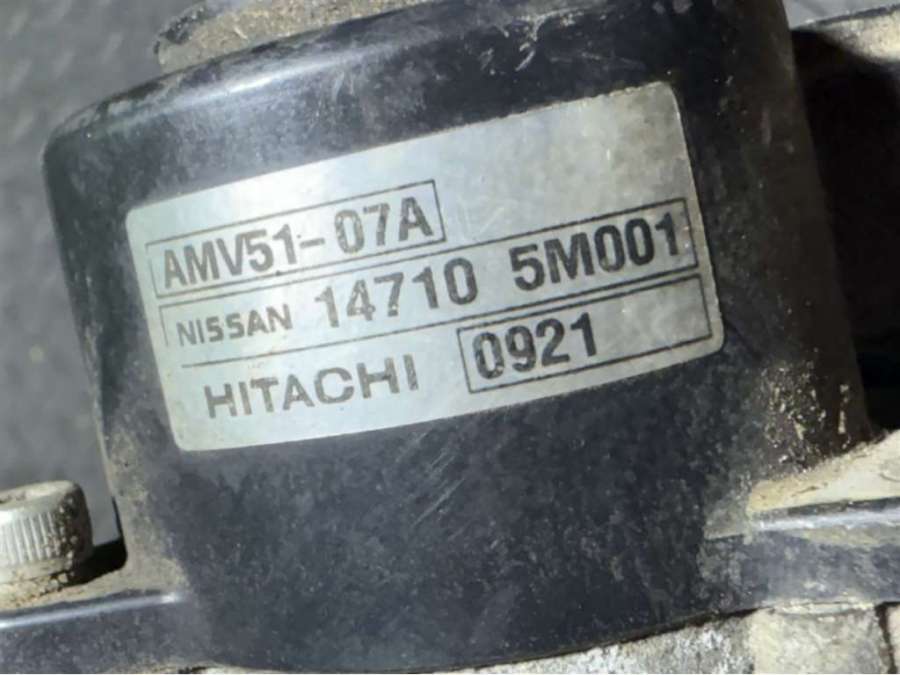 AMV51-07A
NISSAN 14710 5M001
HITACHI 0921